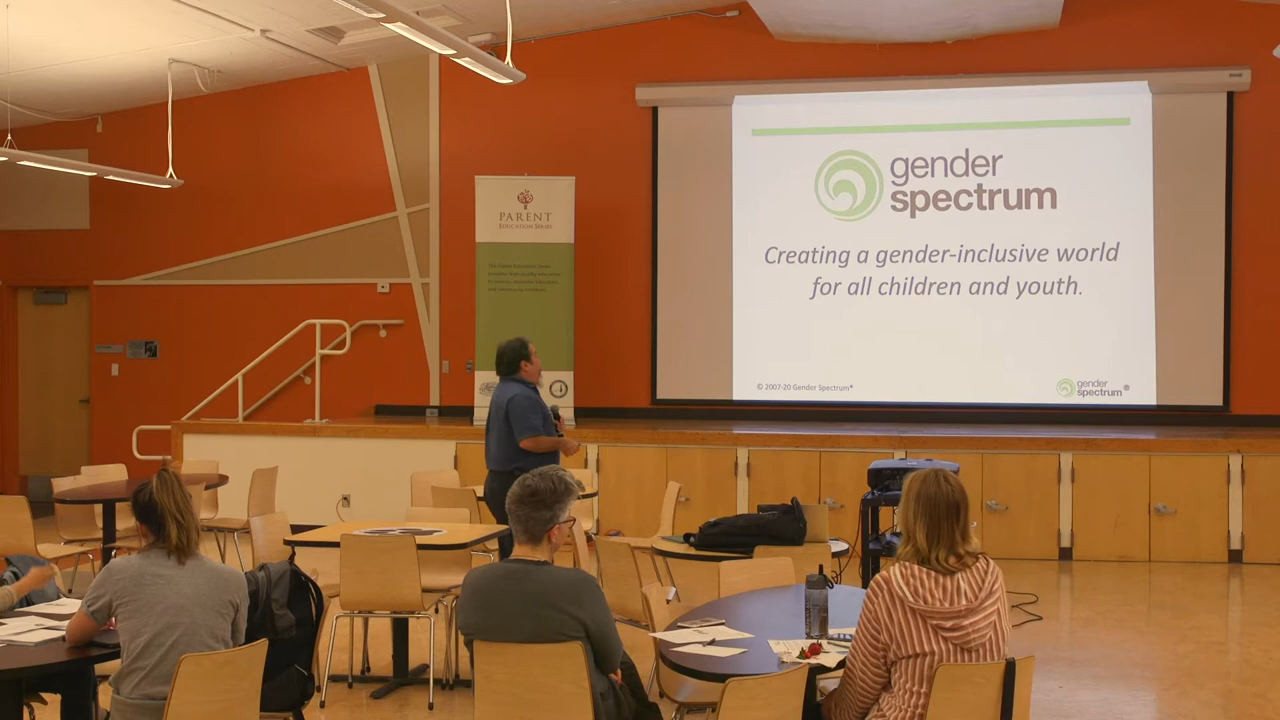 PARENT
EDUCATION SERIES
gender
spectrum
Creating a gender-inclusive world
for all children and youth.
© 2007-20 Gender Spectrum®
gender
spectrum®